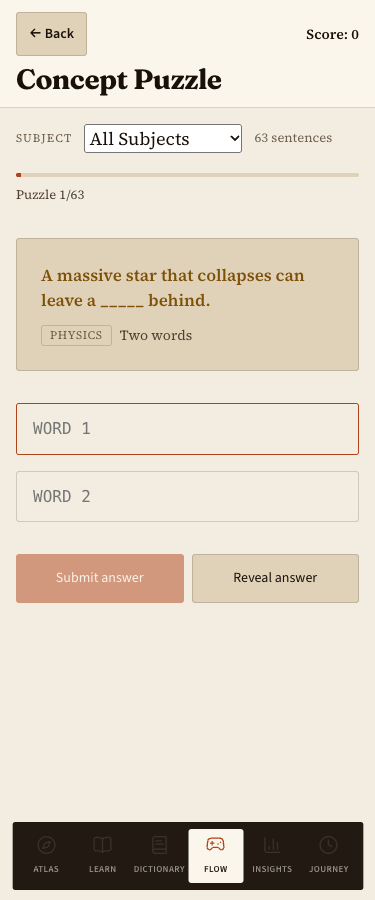 ← Back
Score: 0
Concept Puzzle
SUBJECT
All Subjects
63 sentences
Puzzle 1/63
A massive star that collapses can
leave a _____ behind.
PHYSICS
Two words
WORD 1
WORD 2
Submit answer
Reveal answer
ATLAS
LEARN
DICTIONARY
FLOW
INSIGHTS
JOURNEY